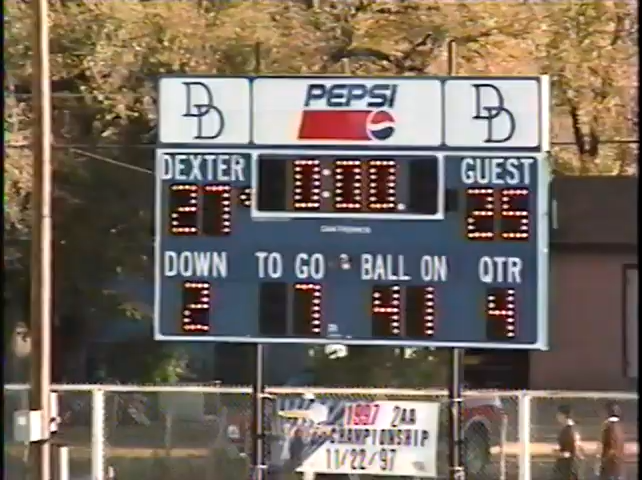 DD
PEPSI
DD
DEXTER
0:00.
GUEST
27
25
DOWN
TO GO
BALL ON
QTR
2
7
41
4
1997 2AA
CHAMPIONSHIP
11/22/97